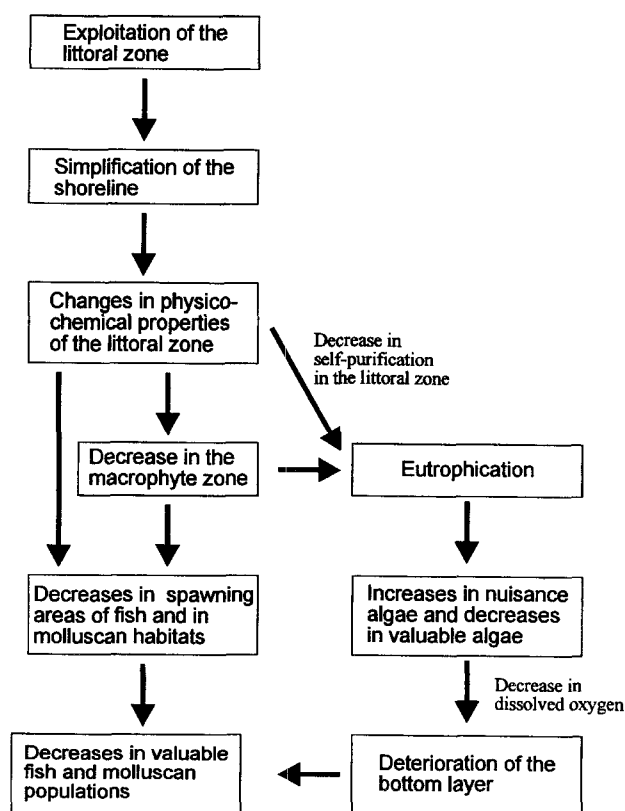 Exploitation of the
littoral zone
Simplification of the
shoreline
Changes in physico-
chemical properties
of the littoral zone
Decrease in
self-purification
in the littoral zone
Decrease in the
macrophyte zone
Eutrophication
Decreases in spawning
areas of fish and in
molluscan habitats
Increases in nuisance
algae and decreases
in valuable algae
Decrease in
dissolved oxygen
Decreases in valuable
fish and molluscan
populations
Deterioration of the
bottom layer